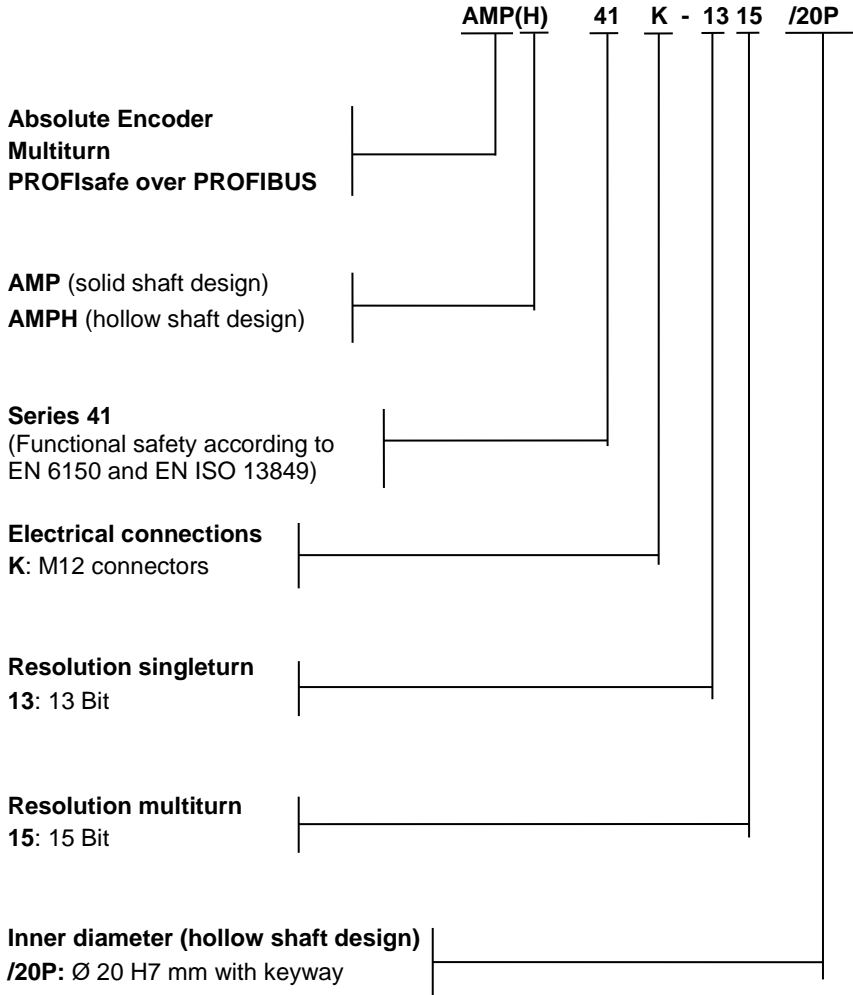 AMP(H) 41 K - 13 15 /20P
Absolute Encoder
Multiturn
PROFIsafe over PROFIBUS
AMP (solid shaft design)
AMPH (hollow shaft design)
Series 41
(Functional safety according to
EN 6150 and EN ISO 13849)
Electrical connections
K: M12 connectors
Resolution singleturn
13: 13 Bit
Resolution multiturn
15: 15 Bit
Inner diameter (hollow shaft design)
/20P: Ø 20 H7 mm with keyway